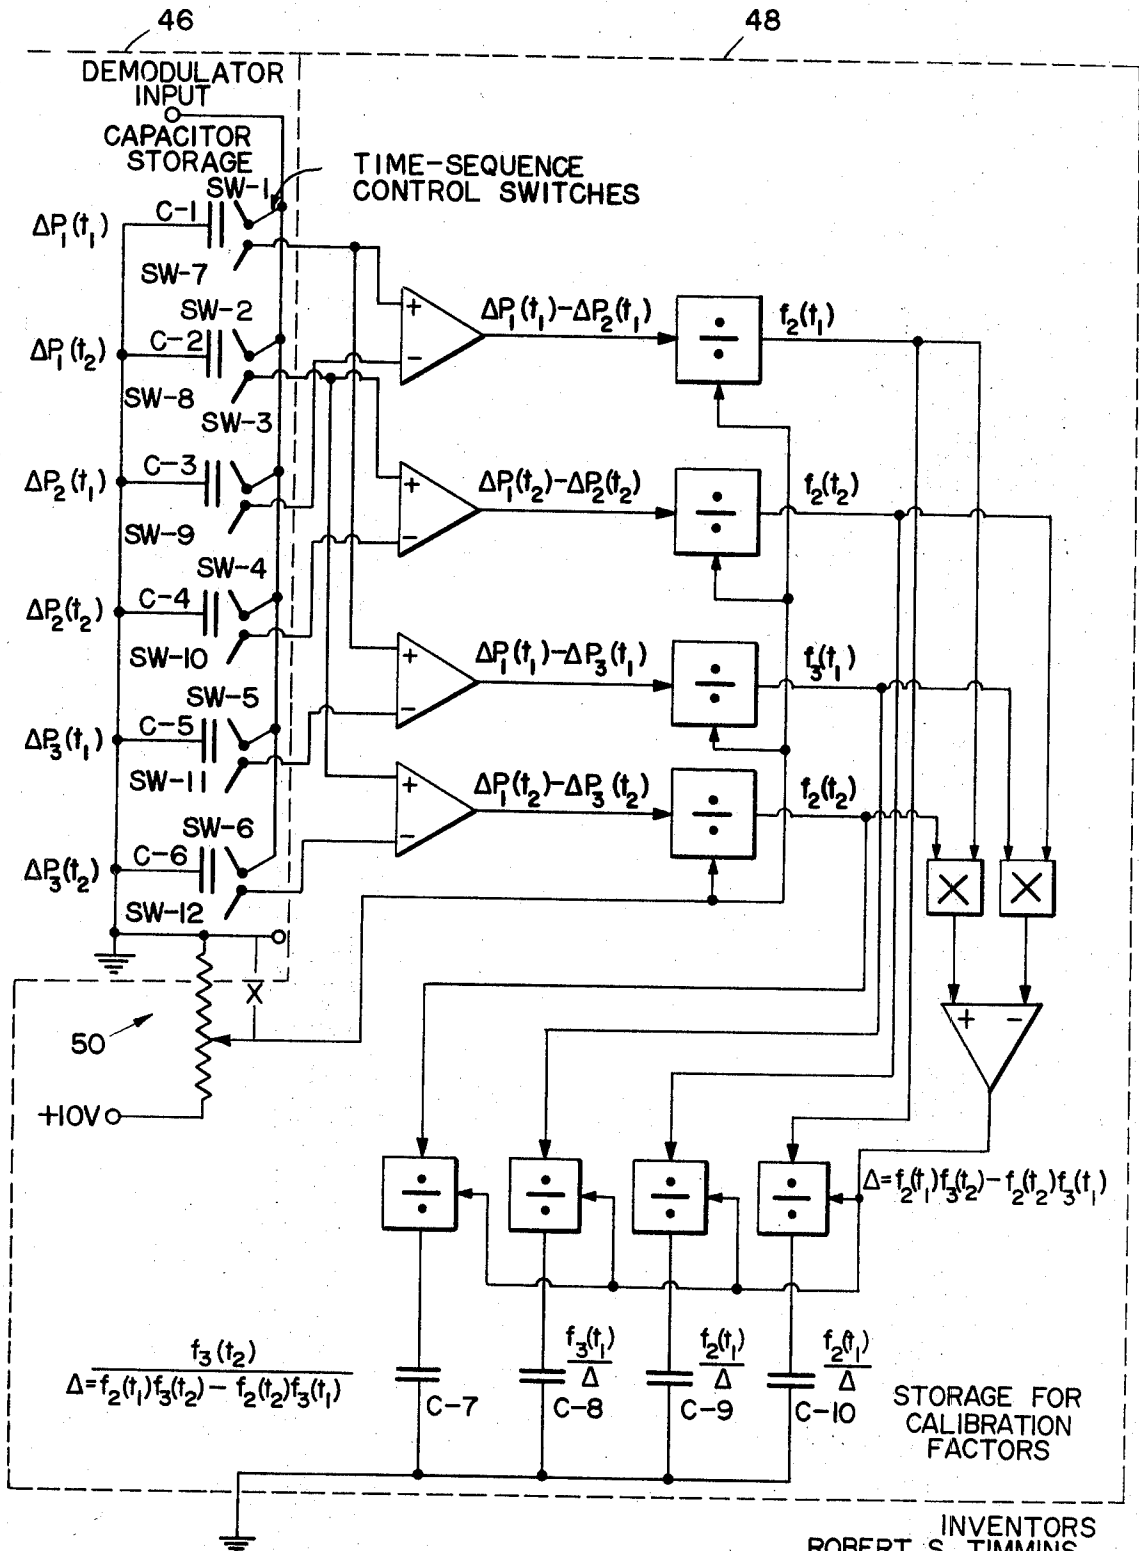 46
48
DEMODULATOR
INPUT
CAPACITOR
STORAGE
TIME-SEQUENCE
CONTROL SWITCHES
SW-1
C-1
ΔP₁(t₁)
SW-7
SW-2
C-2
ΔP₁(t₂)
SW-8
SW-3
C-3
ΔP₂(t₁)
SW-9
SW-4
C-4
ΔP₂(t₂)
SW-10
SW-5
C-5
ΔP₃(t₁)
SW-11
SW-6
C-6
ΔP₃(t₂)
SW-12
+ −
ΔP₁(t₁)-ΔP₂(t₁)
÷
f₂(t₁)
+ −
ΔP₁(t₂)-ΔP₂(t₂)
÷
f₂(t₂)
+ −
ΔP₁(t₁)-ΔP₃(t₁)
÷
f₃(t₁)
+ −
ΔP₁(t₂)-ΔP₃(t₂)
÷
f₂(t₂)
X X
+ −
X
50
+10V
÷ ÷ ÷ ÷
Δ=f₂(t₁)f₃(t₂)-f₂(t₂)f₃(t₁)
f₃(t₂)
Δ=f₂(t₁)f₃(t₂)-f₂(t₂)f₃(t₁)
C-7
f₃(t₁)
Δ
C-8
f₂(t₁)
Δ
C-9
f₂(t₁)
Δ
C-10
STORAGE FOR
CALIBRATION
FACTORS
INVENTORS
ROBERT S. TIMMINS